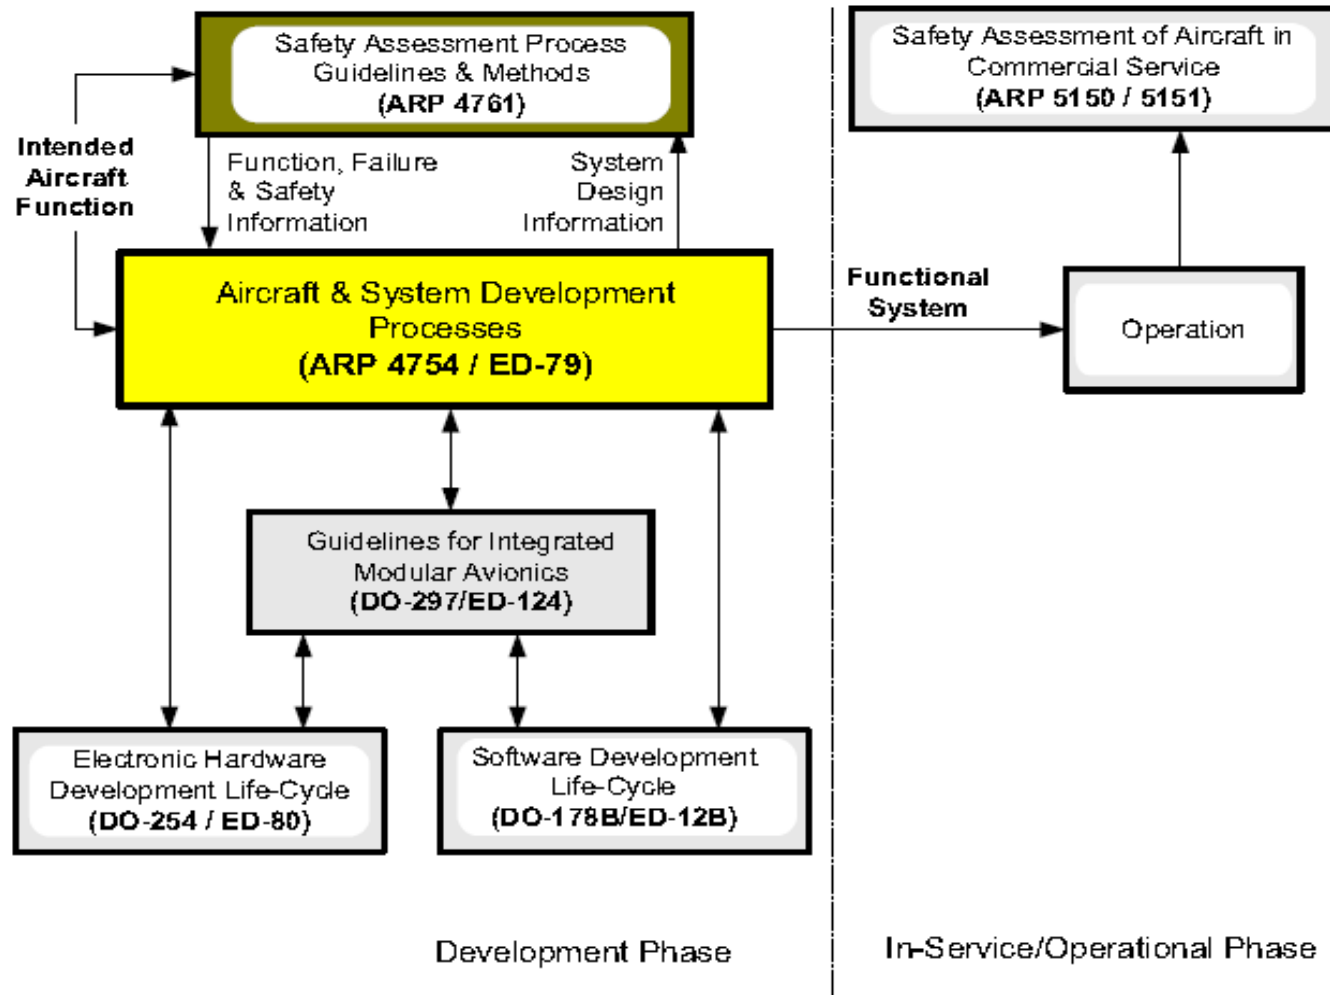 Safety Assessment Process
Guidelines & Methods
(ARP 4761)
Safety Assessment of Aircraft in
Commercial Service
(ARP 5150 / 5151)
Intended
Aircraft
Function
Function, Failure
& Safety
Information
System
Design
Information
Aircraft & System Development
Processes
(ARP 4754 / ED-79)
Functional
System
Operation
Guidelines for Integrated
Modular Avionics
(DO-297/ED-124)
Electronic Hardware
Development Life-Cycle
(DO-254 / ED-80)
Software Development
Life-Cycle
(DO-178B/ED-12B)
Development Phase
In-Service/Operational Phase